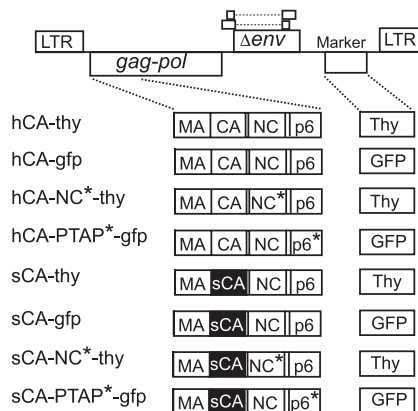 LTR Δenv Marker LTR
gag-pol
hCA-thy MA CA NC p6 Thy
hCA-gfp MA CA NC p6 GFP
hCA-NC*-thy MA CA NC* p6 Thy
hCA-PTAP*-gfp MA CA NC p6* GFP
sCA-thy MA sCA NC p6 Thy
sCA-gfp MA sCA NC p6 GFP
sCA-NC*-thy MA sCA NC* p6 Thy
sCA-PTAP*-gfp MA sCA NC p6* GFP